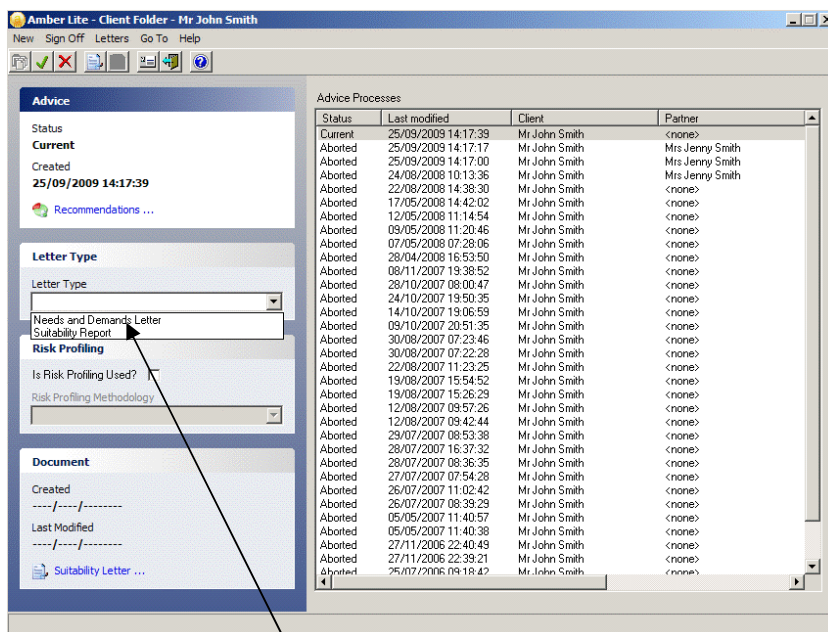 Amber Lite - Client Folder - Mr John Smith
New Sign Off Letters Go To Help
Advice
Status
Current
Created
25/09/2009 14:17:39
Recommendations ...
Letter Type
Letter Type
Needs and Demands Letter
Suitability Report
Risk Profiling
Is Risk Profiling Used?
Risk Profiling Methodology
Document
Created
----/----/--------
Last Modified
----/----/--------
Suitability Letter ...
Advice Processes
Status Last modified Client Partner
Current 25/09/2009 14:17:39 Mr John Smith <none>
Aborted 25/09/2009 14:17:17 Mr John Smith Mrs Jenny Smith
Aborted 25/09/2009 14:17:00 Mr John Smith Mrs Jenny Smith
Aborted 24/08/2008 10:13:36 Mr John Smith Mrs Jenny Smith
Aborted 22/08/2008 14:38:30 Mr John Smith <none>
Aborted 17/05/2008 14:42:02 Mr John Smith <none>
Aborted 12/05/2008 11:14:54 Mr John Smith <none>
Aborted 09/05/2008 11:20:46 Mr John Smith <none>
Aborted 07/05/2008 07:28:06 Mr John Smith <none>
Aborted 28/04/2008 16:53:50 Mr John Smith <none>
Aborted 08/11/2007 19:38:52 Mr John Smith <none>
Aborted 28/10/2007 08:00:47 Mr John Smith <none>
Aborted 24/10/2007 19:50:35 Mr John Smith <none>
Aborted 14/10/2007 19:06:59 Mr John Smith <none>
Aborted 09/10/2007 20:51:35 Mr John Smith <none>
Aborted 30/08/2007 07:23:46 Mr John Smith <none>
Aborted 30/08/2007 07:22:28 Mr John Smith <none>
Aborted 22/08/2007 11:23:25 Mr John Smith <none>
Aborted 19/08/2007 15:54:52 Mr John Smith <none>
Aborted 19/08/2007 15:26:29 Mr John Smith <none>
Aborted 12/08/2007 09:57:26 Mr John Smith <none>
Aborted 12/08/2007 09:42:44 Mr John Smith <none>
Aborted 29/07/2007 08:53:38 Mr John Smith <none>
Aborted 28/07/2007 16:37:32 Mr John Smith <none>
Aborted 28/07/2007 08:36:35 Mr John Smith <none>
Aborted 27/07/2007 07:54:28 Mr John Smith <none>
Aborted 26/07/2007 11:02:42 Mr John Smith <none>
Aborted 26/07/2007 08:39:29 Mr John Smith <none>
Aborted 05/05/2007 11:40:57 Mr John Smith <none>
Aborted 05/05/2007 11:40:38 Mr John Smith <none>
Aborted 27/11/2006 22:40:49 Mr John Smith <none>
Aborted 27/11/2006 22:39:21 Mr John Smith <none>
Aborted 25/07/2006 09:18:42 Mr John Smith <none>